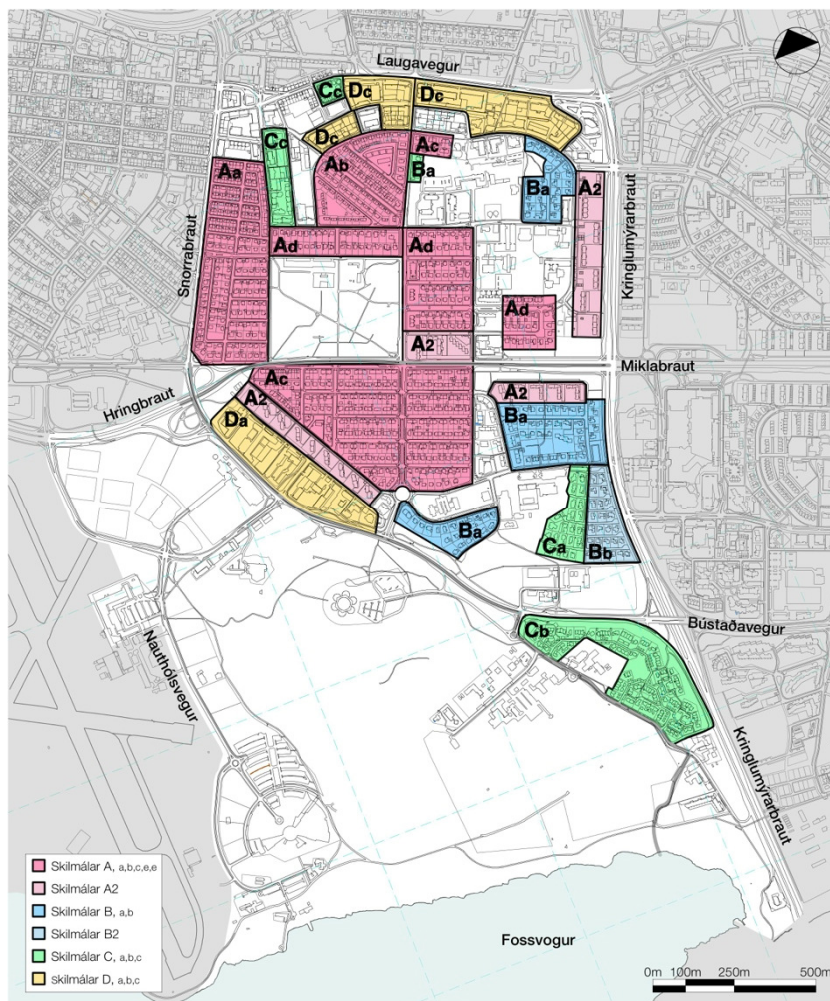 Laugavegur
Cc
Dc
Dc
Dc
Cc
Ab
Ac
Ba
Ba
A2
Aa
Snorrabraut
Kringlumýrarbraut
Ad
Ad
Ad
A2
Miklabraut
Hringbraut
Ac
A2
Da
A2
Ba
Ba
Ca
Bb
Cb
Bústaðavegur
Nauthólsvegur
Kringlumýrarbraut
Skilmálar A, a,b,c,e,e
Skilmálar A2
Skilmálar B, a,b
Skilmálar B2
Skilmálar C, a,b,c
skilmálar D, a,b,c
Fossvogur
0m 100m 250m 500m